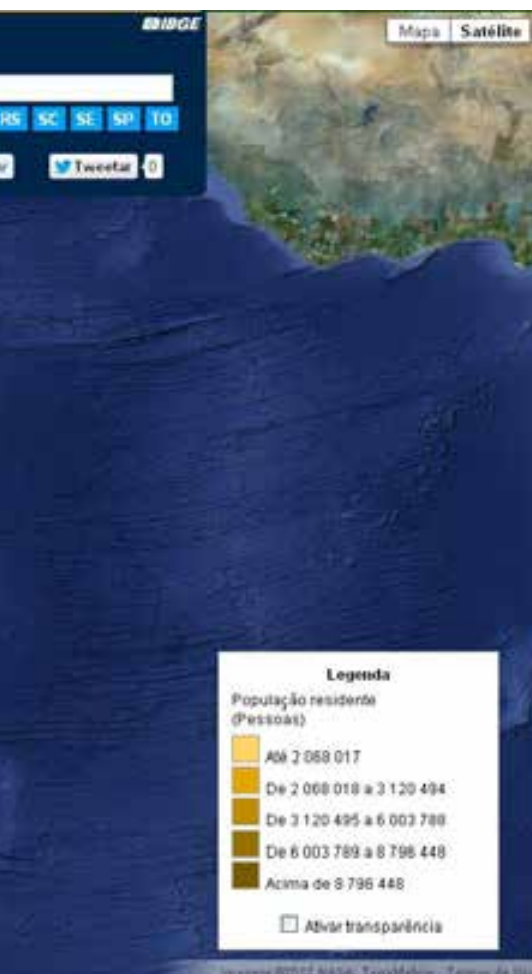 IBGE
Mapa Satélite
RS SC SE SP TO
Tweetar 0
Legenda
População residente
(Pessoas)
Até 2 068 017
De 2 068 018 a 3 120 494
De 3 120 495 a 6 003 788
De 6 003 789 a 8 796 448
Acima de 8 796 448
Ativar transparência